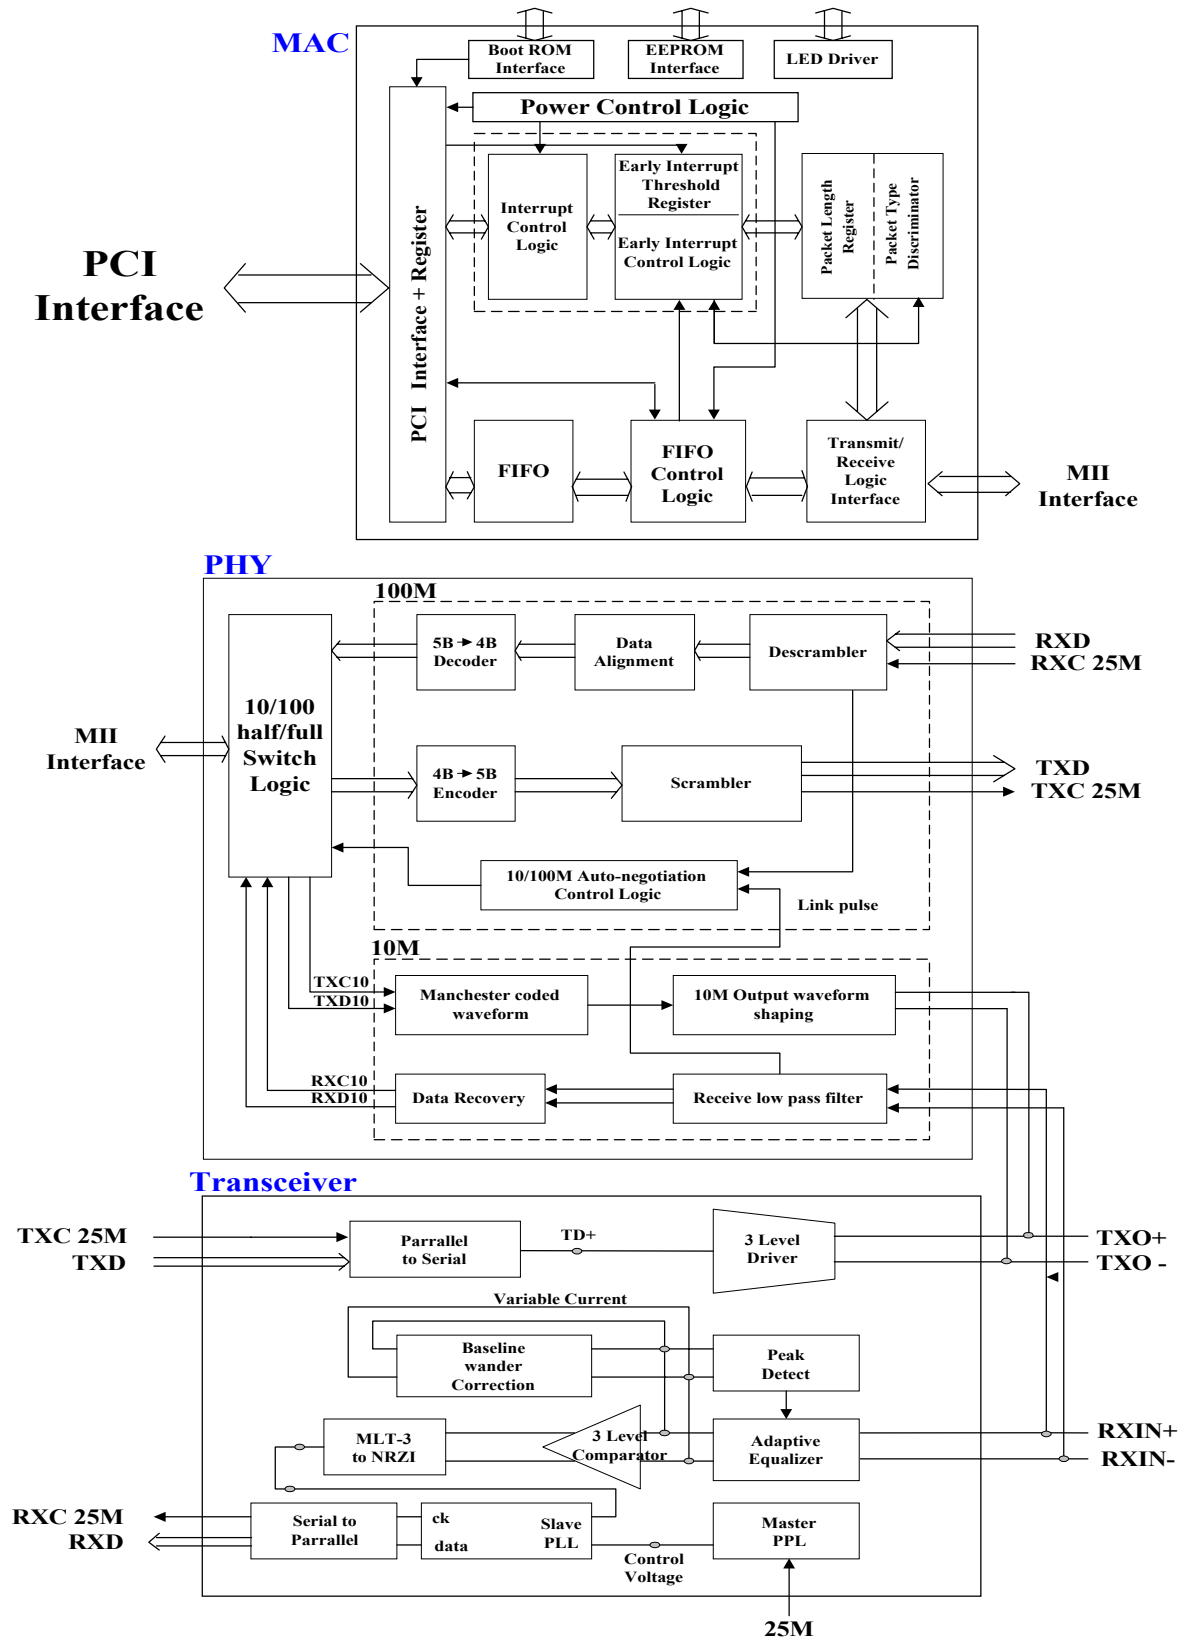 MAC
Boot ROM
Interface
EEPROM
Interface
LED Driver
Power Control Logic
PCI Interface + Register
Interrupt
Control
Logic
Early Interrupt
Threshold
Register
Early Interrupt
Control Logic
Packet Length
Register
Packet Type
Discriminator
PCI
Interface
FIFO
FIFO
Control
Logic
Transmit/
Receive
Logic
Interface
MII
Interface
PHY
100M
5B → 4B
Decoder
Data
Alignment
Descrambler
RXD
RXC 25M
10/100
half/full
Switch
Logic
MII
Interface
4B → 5B
Encoder
Scrambler
TXD
TXC 25M
10/100M Auto-negotiation
Control Logic
Link pulse
10M
TXC10
TXD10
Manchester coded
waveform
10M Output waveform
shaping
RXC10
RXD10
Data Recovery
Receive low pass filter
Transceiver
TXC 25M
TXD
Parrallel
to Serial
TD+
3 Level
Driver
TXO+
TXO -
Variable Current
Baseline
wander
Correction
Peak
Detect
MLT-3
to NRZI
3 Level
Comparator
Adaptive
Equalizer
RXIN+
RXIN-
RXC 25M
RXD
Serial to
Parrallel
ck
data
Slave
PLL
Control
Voltage
Master
PPL
25M